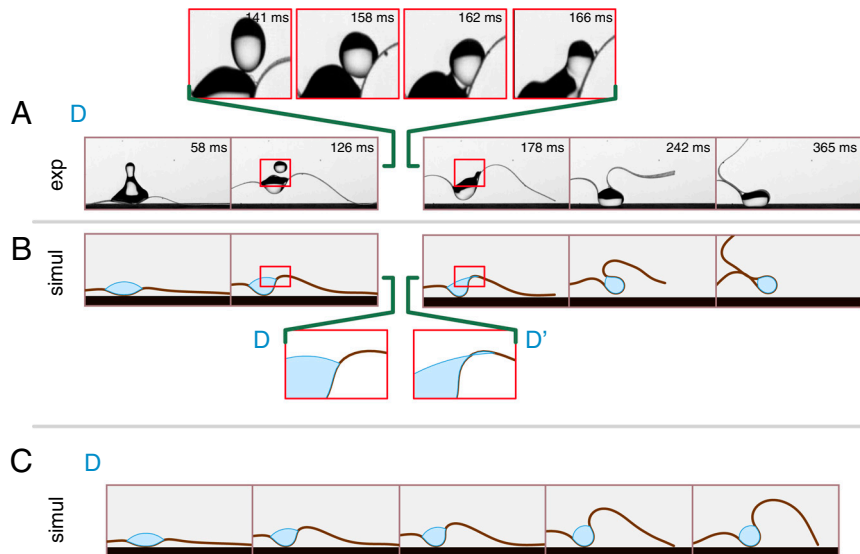 141 ms 158 ms 162 ms 166 ms
A D
exp 58 ms 126 ms 178 ms 242 ms 365 ms
B simul
D D’
C D
simul